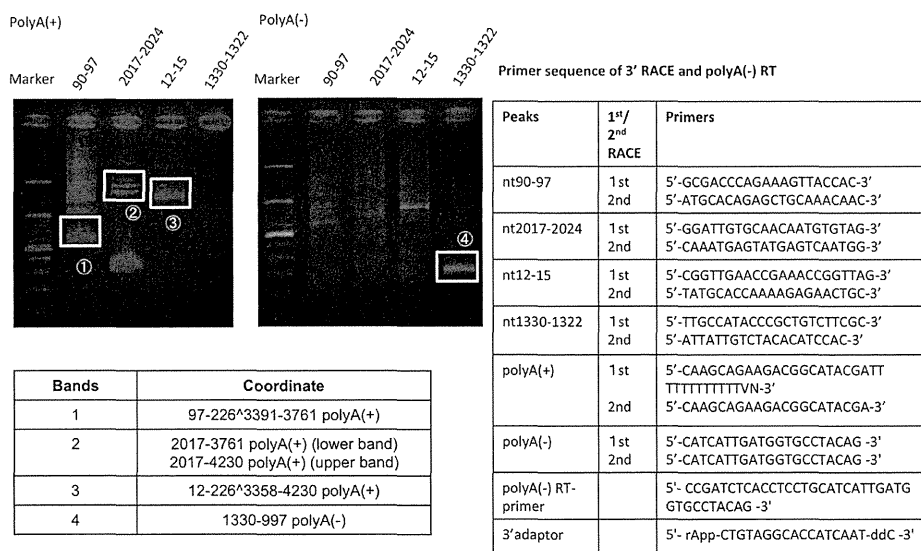 PolyA(+)
Marker
90-97
2017-2024
12-15
1330-1322
①
②
③
PolyA(-)
Marker
90-97
2017-2024
12-15
1330-1322
④
Bands Coordinate
1 97-226^3391-3761 polyA(+)
2 2017-3761 polyA(+) (lower band)
2017-4230 polyA(+) (upper band)
3 12-226^3358-4230 polyA(+)
4 1330-997 polyA(-)
Primer sequence of 3' RACE and polyA(-) RT
Peaks 1st/ 2nd RACE Primers
nt90-97 1st 5'-GCGACCCAGAAAGTTACCAC-3'
2nd 5'-ATGCACAGAGCTGCAAACAAC-3'
nt2017-2024 1st 5'-GGATTGTGCAACAATGTGTAG-3'
2nd 5'-CAAATGAGTATGAGTCAATGG-3'
nt12-15 1st 5'-CGGTTGAACCGAAACCGGTTAG-3'
2nd 5'-TATGCACCAAAAGAGAACTGC-3'
nt1330-1322 1st 5'-TTGCCATACCCGCTGTCTTCGC-3'
2nd 5'-ATTATTGTCTACACATCCAC-3'
polyA(+) 1st 5'-CAAGCAGAAGACGGCATACGATT
TTTTTTTTTTTVN-3'
2nd 5'-CAAGCAGAAGACGGCATACGA-3'
polyA(-) 1st 5'-CATCATTGATGGTGCCTACAG -3'
2nd 5'-CATCATTGATGGTGCCTACAG -3'
polyA(-) RT-primer 5'- CCGATCTCACCTCCTGCATCATTGATG
GTGCCTACAG -3'
3'adaptor 5'- rApp-CTGTAGGCACCATCAAT-ddC -3'